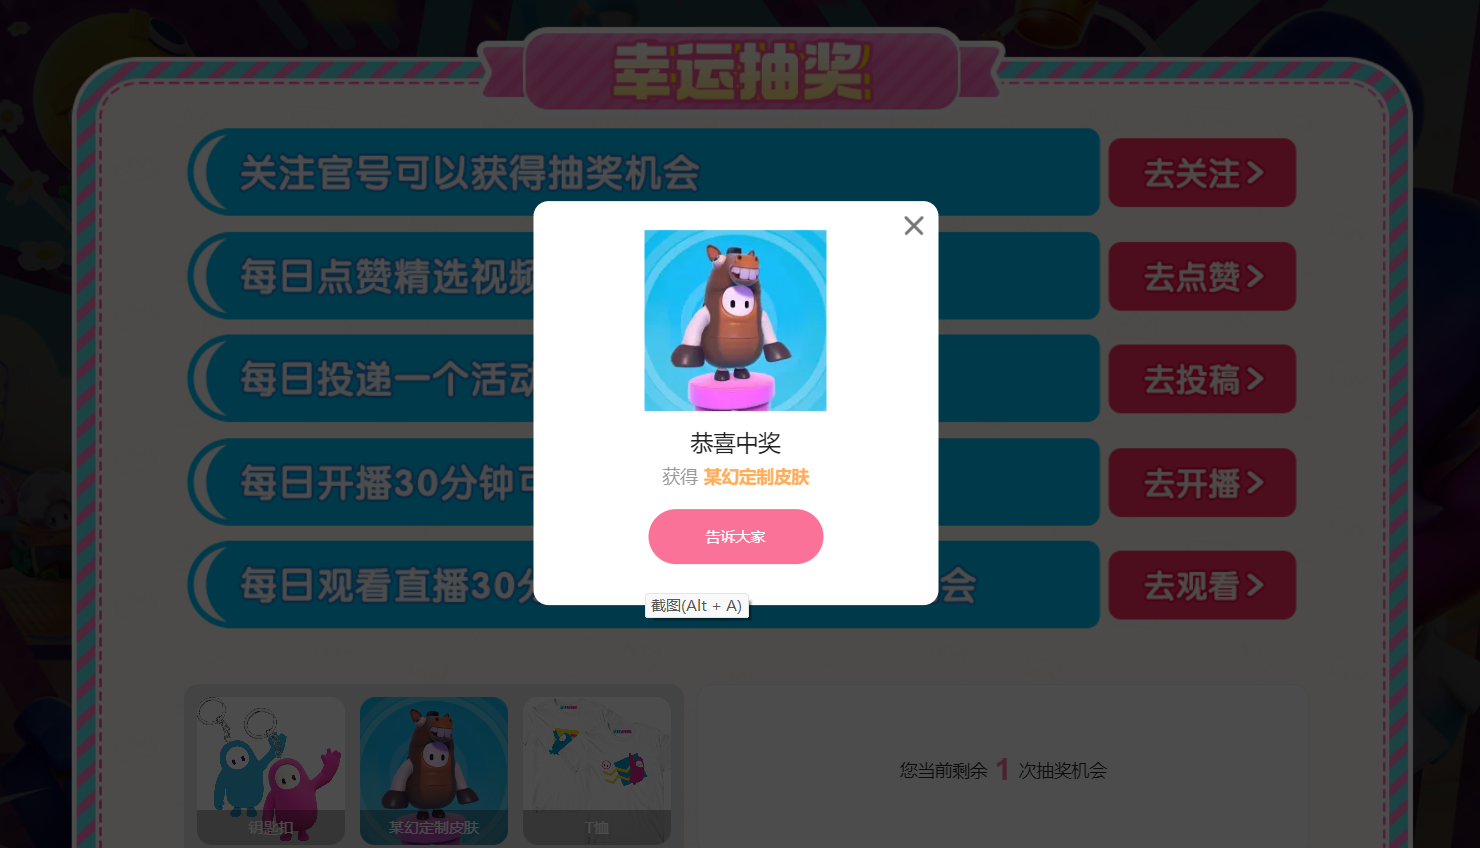 幸运抽奖!
关注官号可以获得抽奖机会
去关注>
每日点赞精选视频
去点赞>
每日投递一个活动
去投稿>
每日开播30分钟可
去开播>
每日观看直播30分
会
去观看>
恭喜中奖
获得 某幻定制皮肤
告诉大家
截图(Alt + A)
钥匙扣
某幻定制皮肤
T恤
您当前剩余 1 次抽奖机会